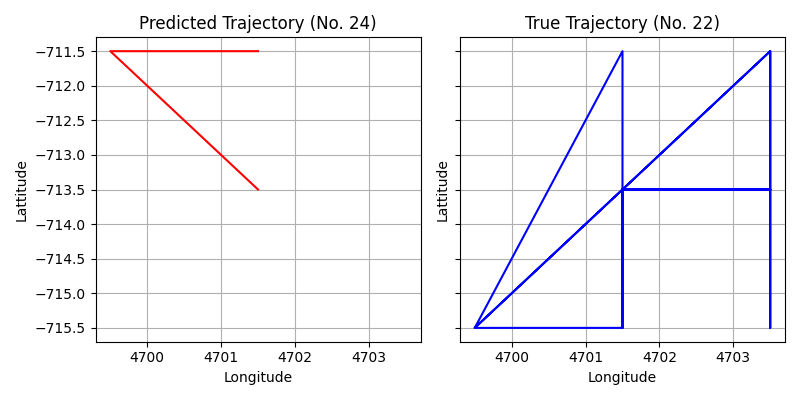 Predicted Trajectory (No. 24)
True Trajectory (No. 22)
Lattitude
−711.5
−712.0
−712.5
−713.0
−713.5
−714.0
−714.5
−715.0
−715.5
4700 4701 4702 4703
Longitude
Lattitude
4700 4701 4702 4703
Longitude